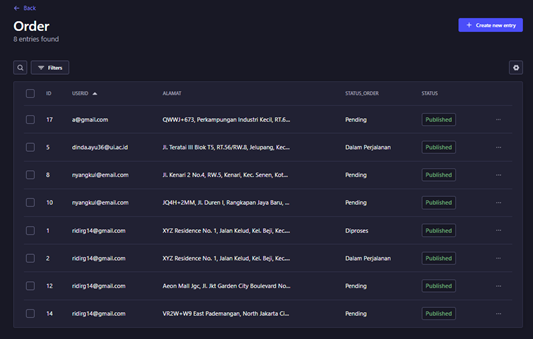 Back
Order
8 entries found
Create new entry
Filters
ID USERID ALAMAT STATUS_ORDER STATUS
17 a@gmail.com QWWJ+673, Perkampungan Industri Kecil, RT.6... Pending Published
5 dinda.ayu36@ui.ac.id Jl. Teratai III Blok T5, RT.56/RW.8, Jelupang, Kec... Dalam Perjalanan Published
8 nyangkul@email.com Jl. Kenari 2 No.4, RW.5, Kenari, Kec. Senen, Kot... Pending Published
10 nyangkul@email.com JQ4H+2MM, Jl. Duren I, Rangkapan Jaya Baru, ... Pending Published
1 ridirg14@gmail.com XYZ Residence No. 1, Jalan Kelud, Kel. Beji, Kec.... Diproses Published
2 ridirg14@gmail.com XYZ Residence No. 1, Jalan Kelud, Kel. Beji, Kec.... Dalam Perjalanan Published
12 ridirg14@gmail.com Aeon Mall Jgc, Jl. Jkt Garden City Boulevard No... Pending Published
14 ridirg14@gmail.com VR2W+W9 East Pademangan, North Jakarta Ci... Pending Published